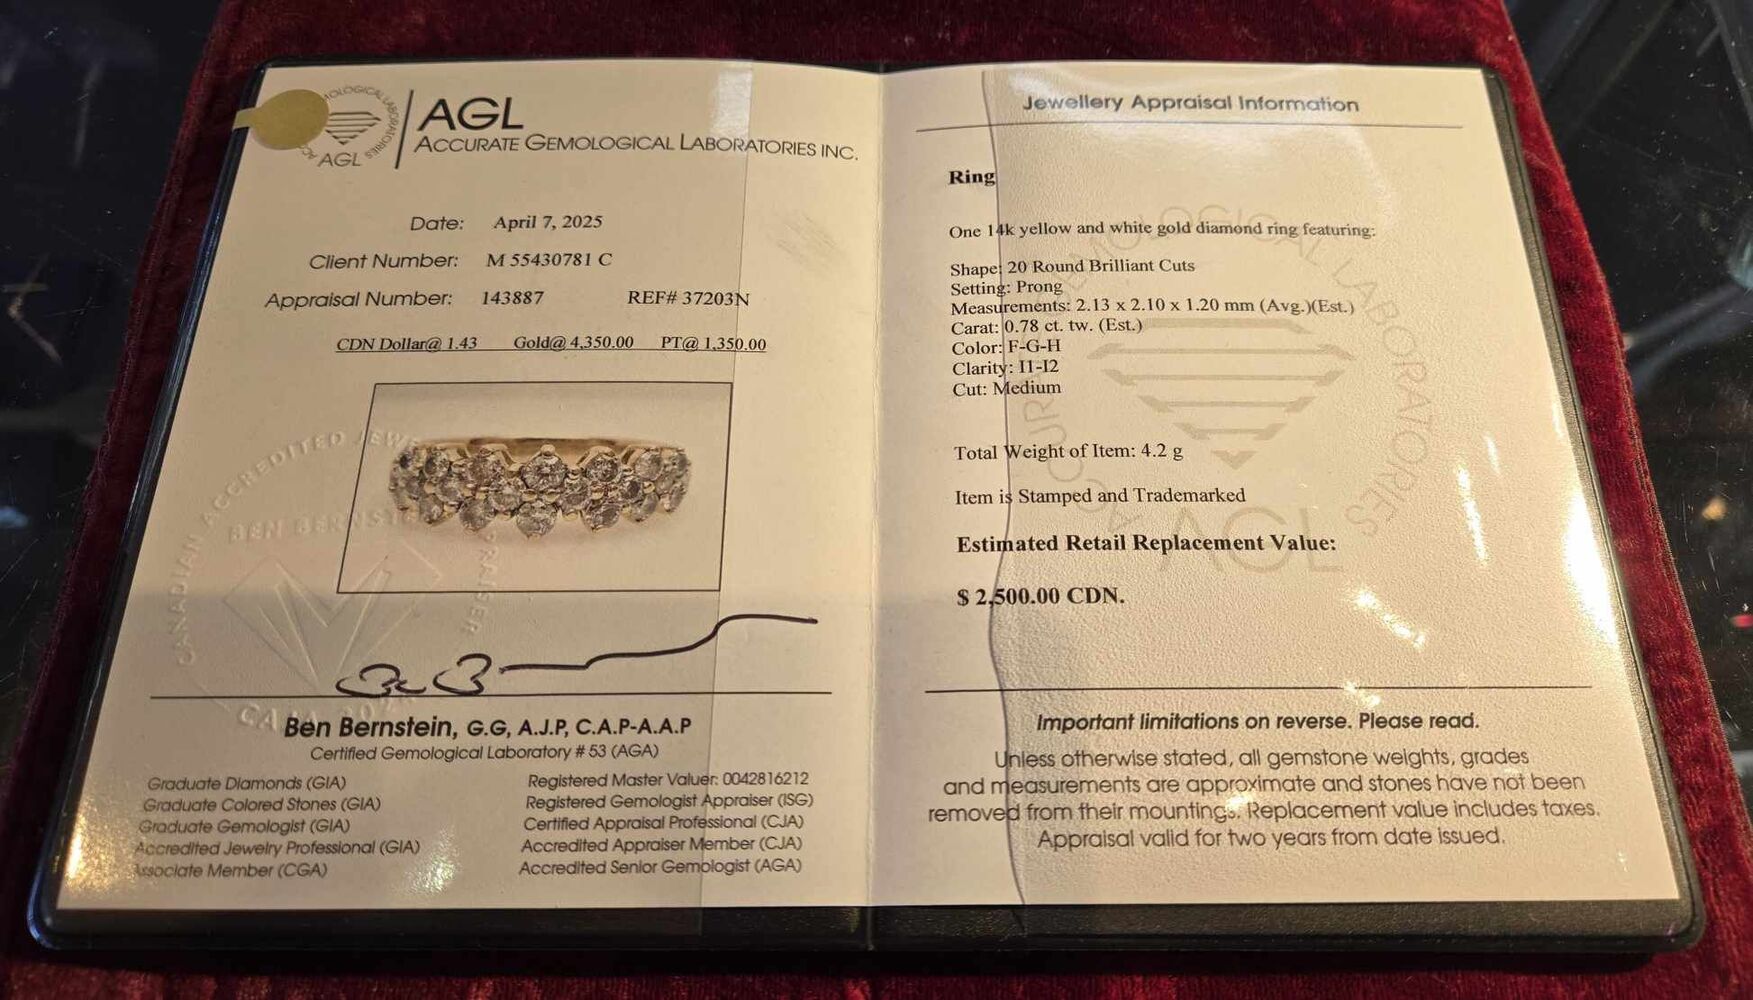 AGL
ACCURATE GEMOLOGICAL LABORATORIES INC.
AGL
Date: April 7, 2025
Client Number: M 55430781 C
Appraisal Number: 143887 REF# 37203N
CDN Dollar@ 1.43 Gold@ 4,350.00 PT@ 1,350.00
CANADIAN ACCREDITED
BEN
Ben Bernstein, G.G, A.J.P, C.A.P-A.A.P
Certified Gemological Laboratory # 53 (AGA)
Graduate Diamonds (GIA)
Graduate Colored Stones (GIA)
Graduate Gemologist (GIA)
Accredited Jewelry Professional (GIA)
Associate Member (CGA)
Registered Master Valuer: 0042816212
Registered Gemologist Appraiser (ISG)
Certified Appraisal Professional (CJA)
Accredited Appraiser Member (CJA)
Accredited Senior Gemologist (AGA)
Jewellery Appraisal Information
Ring
One 14k yellow and white gold diamond ring featuring:
Shape: 20 Round Brilliant Cuts
Setting: Prong
Measurements: 2.13 x 2.10 x 1.20 mm (Avg.)(Est.)
Carat: 0.78 ct. tw. (Est.)
Color: F-G-H
Clarity: I1-I2
Cut: Medium
Total Weight of Item: 4.2 g
Item is Stamped and Trademarked
Estimated Retail Replacement Value:
$ 2,500.00 CDN.
AGL
Important limitations on reverse. Please read.
Unless otherwise stated, all gemstone weights, grades
and measurements are approximate and stones have not been
removed from their mountings. Replacement value includes taxes.
Appraisal valid for two years from date issued.